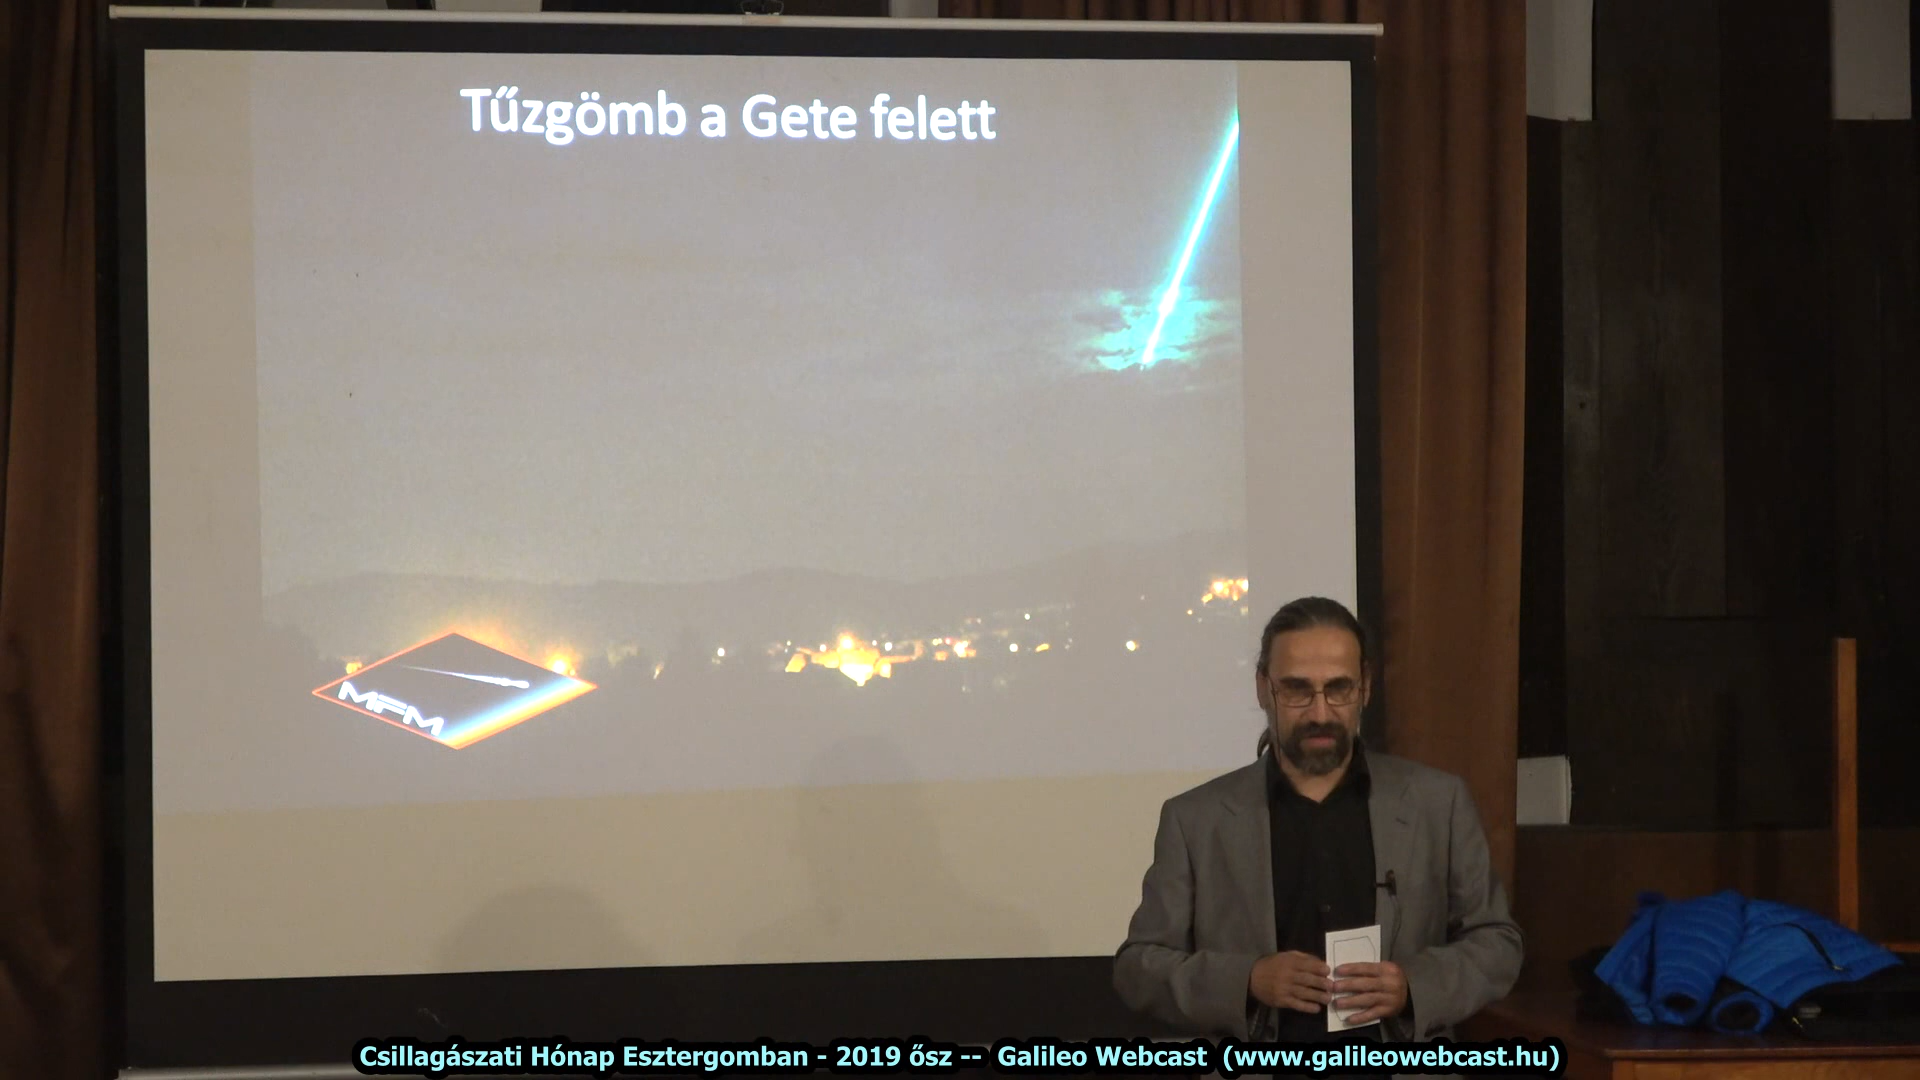 Tűzgömb a Gete felett
MFM
Csillagászati Hónap Esztergomban - 2019 ősz -- Galileo Webcast (www.galileowebcast.hu)